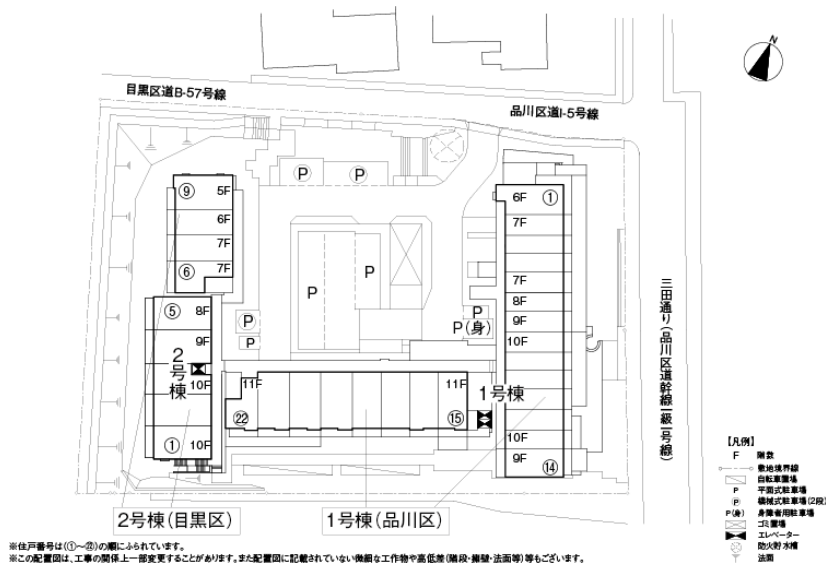 N
目黒区道B-57号線
品川区道I-5号線
P
P
⑨
5F
6F
7F
⑥
7F
6F
①
7F
7F
8F
9F
10F
10F
9F
⑭
P
P
P
P(身)
P
P
⑤
8F
9F
2号棟
10F
①
10F
11F
11F
㉒
⑮
1号棟
三田通り(品川区道幹線一級一号線)
2号棟(目黒区)
1号棟(品川区)
【凡例】
F 階数
敷地境界線
自転車置場
P 平面式駐車場
P 機械式駐車場(2段)
P(身) 身障者用駐車場
ゴミ置場
エレベーター
防火貯水槽
法面
※住戸番号は(①~㉒)の順にふられています。
※この配置図は、工事の関係上一部変更することがあります。また配置図に記載されていない微細な工作物や高低差(階段・擁壁・法面等)等もございます。